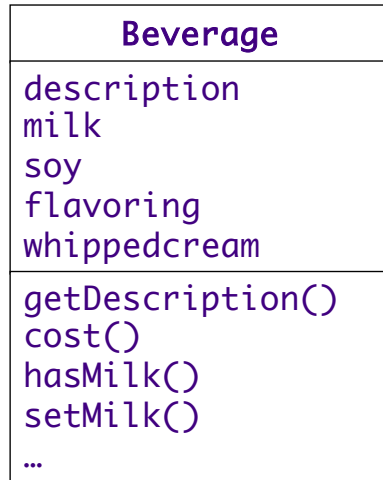 Beverage
description
milk
soy
flavoring
whippedcream
getDescription()
cost()
hasMilk()
setMilk()
…